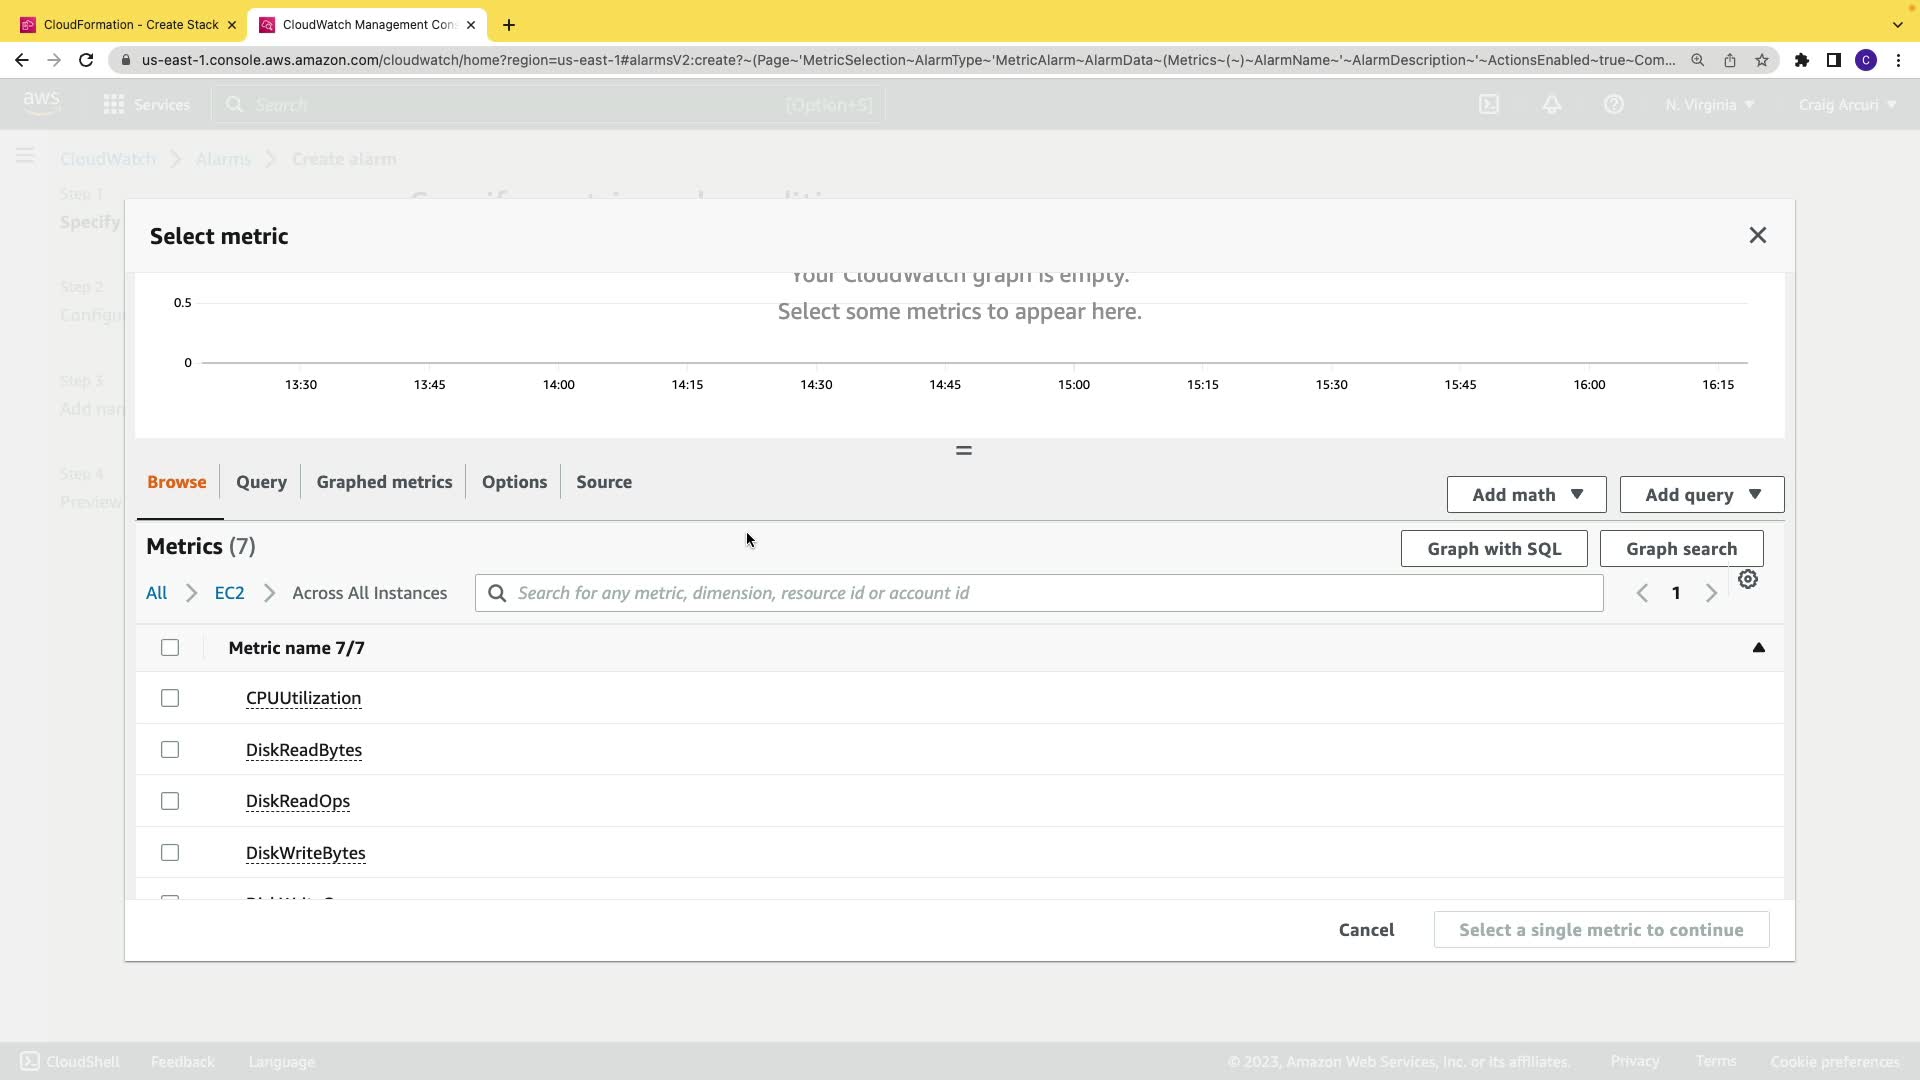 CloudFormation - Create Stack
CloudWatch Management Con
us-east-1.console.aws.amazon.com/cloudwatch/home?region=us-east-1#alarmsV2:create?~(Page~'MetricSelection~AlarmType~'MetricAlarm~AlarmData~(Metrics~(~)~AlarmName~'~AlarmDescription~'~ActionsEnabled~true~Com...
C
aws
Services
Search
[Option+S]
N. Virginia
Craig Arcuri
CloudWatch
Alarms
Create alarm
Step 1
Specify
Step 2
Step 3
Step 4
Preview
Select metric
Your CloudWatch graph is empty.
Select some metrics to appear here.
0.5
0
13:30 13:45 14:00 14:15 14:30 14:45 15:00 15:15 15:30 15:45 16:00 16:15
Browse Query Graphed metrics Options Source
Add math
Add query
Metrics (7)
Graph with SQL
Graph search
All EC2 Across All Instances
Search for any metric, dimension, resource id or account id
1
Metric name 7/7
CPUUtilization
DiskReadBytes
DiskReadOps
DiskWriteBytes
Cancel
Select a single metric to continue
CloudShell Feedback Language
© 2023, Amazon Web Services, Inc. or its affiliates. Privacy Terms Cookie preferences